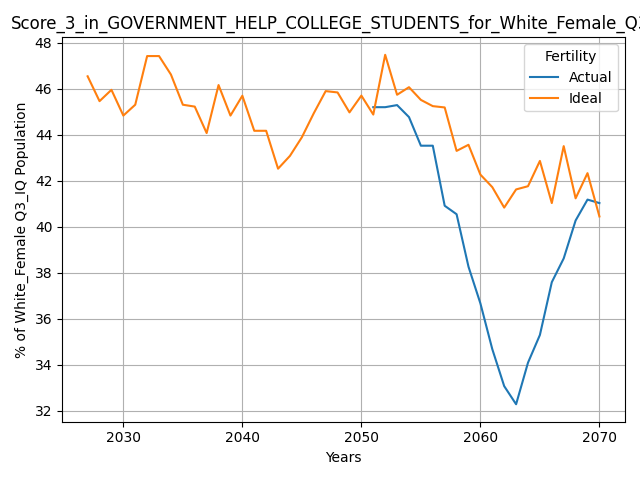 Score_3_in_GOVERNMENT_HELP_COLLEGE_STUDENTS_for_White_Female_Q3
48
46
44
42
40
38
36
34
32
% of White_Female Q3_IQ Population
Fertility
Actual
Ideal
2030 2040 2050 2060 2070
Years